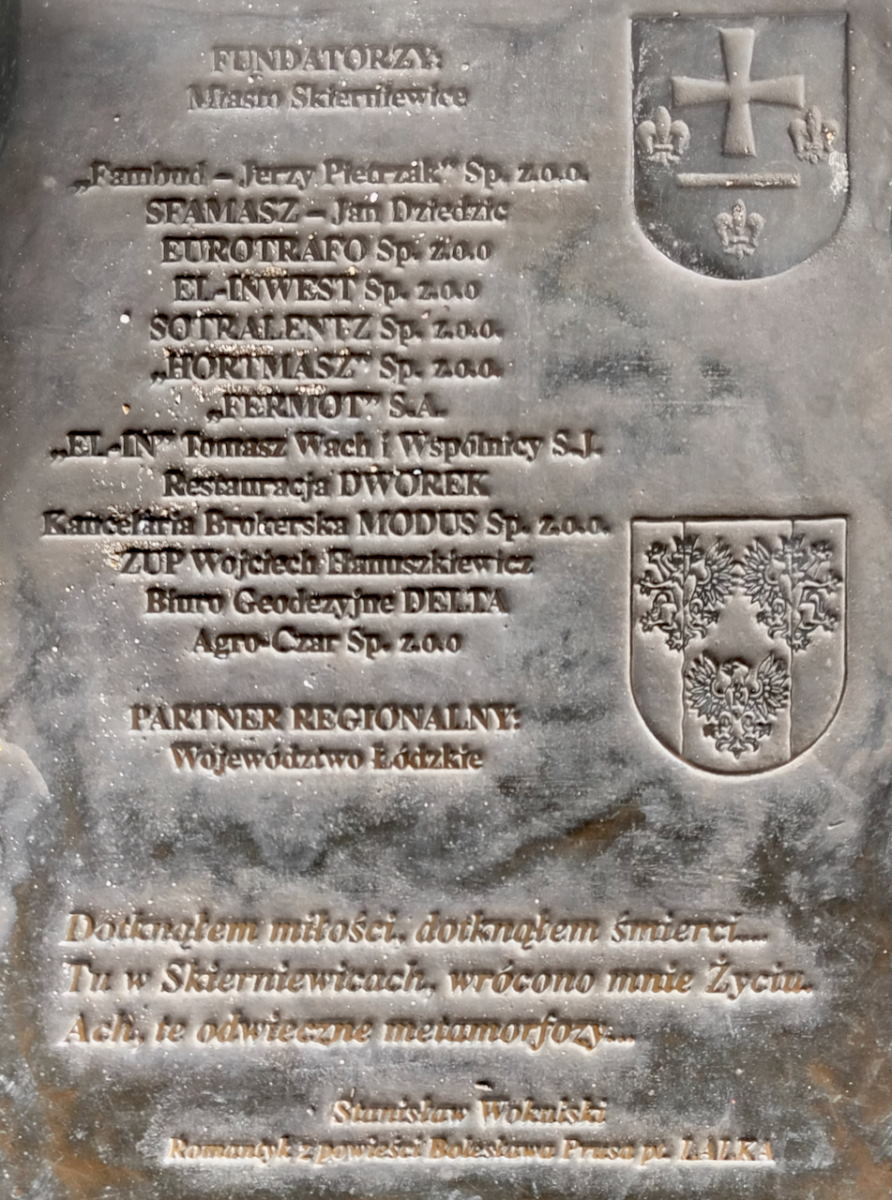 FUNDATORZY:
Miasto Skierniewice
„Fambud – Jerzy Pietrzak" Sp. z.o.o.
SFAMASZ – Jan Dziedzic
EUROTRAFO Sp. z.o.o
EL-INWEST Sp. z.o.o
SOTRALENTZ Sp. z.o.o.
„HORTMASZ" Sp. z.o.o.
„FERMOT" S.A.
„EL-IN" Tomasz Wach i Wspólnicy S.J.
Restauracja DWOREK
Kancelaria Brokerska MODUS Sp. z.o.o.
ZUP Wojciech Hanuszkiewicz
Biuro Geodezyjne DELTA
Agro-Czar Sp. z.o.o
PARTNER REGIONALNY:
Województwo Łódzkie
Dotknąłem miłości, dotknąłem śmierci...
Tu w Skierniewicach, wrócono mnie Życiu.
Ach, te odwieczne metamorfozy...
Stanisław Wokulski
Romantyk z powieści Bolesława Prusa pt. LALKA